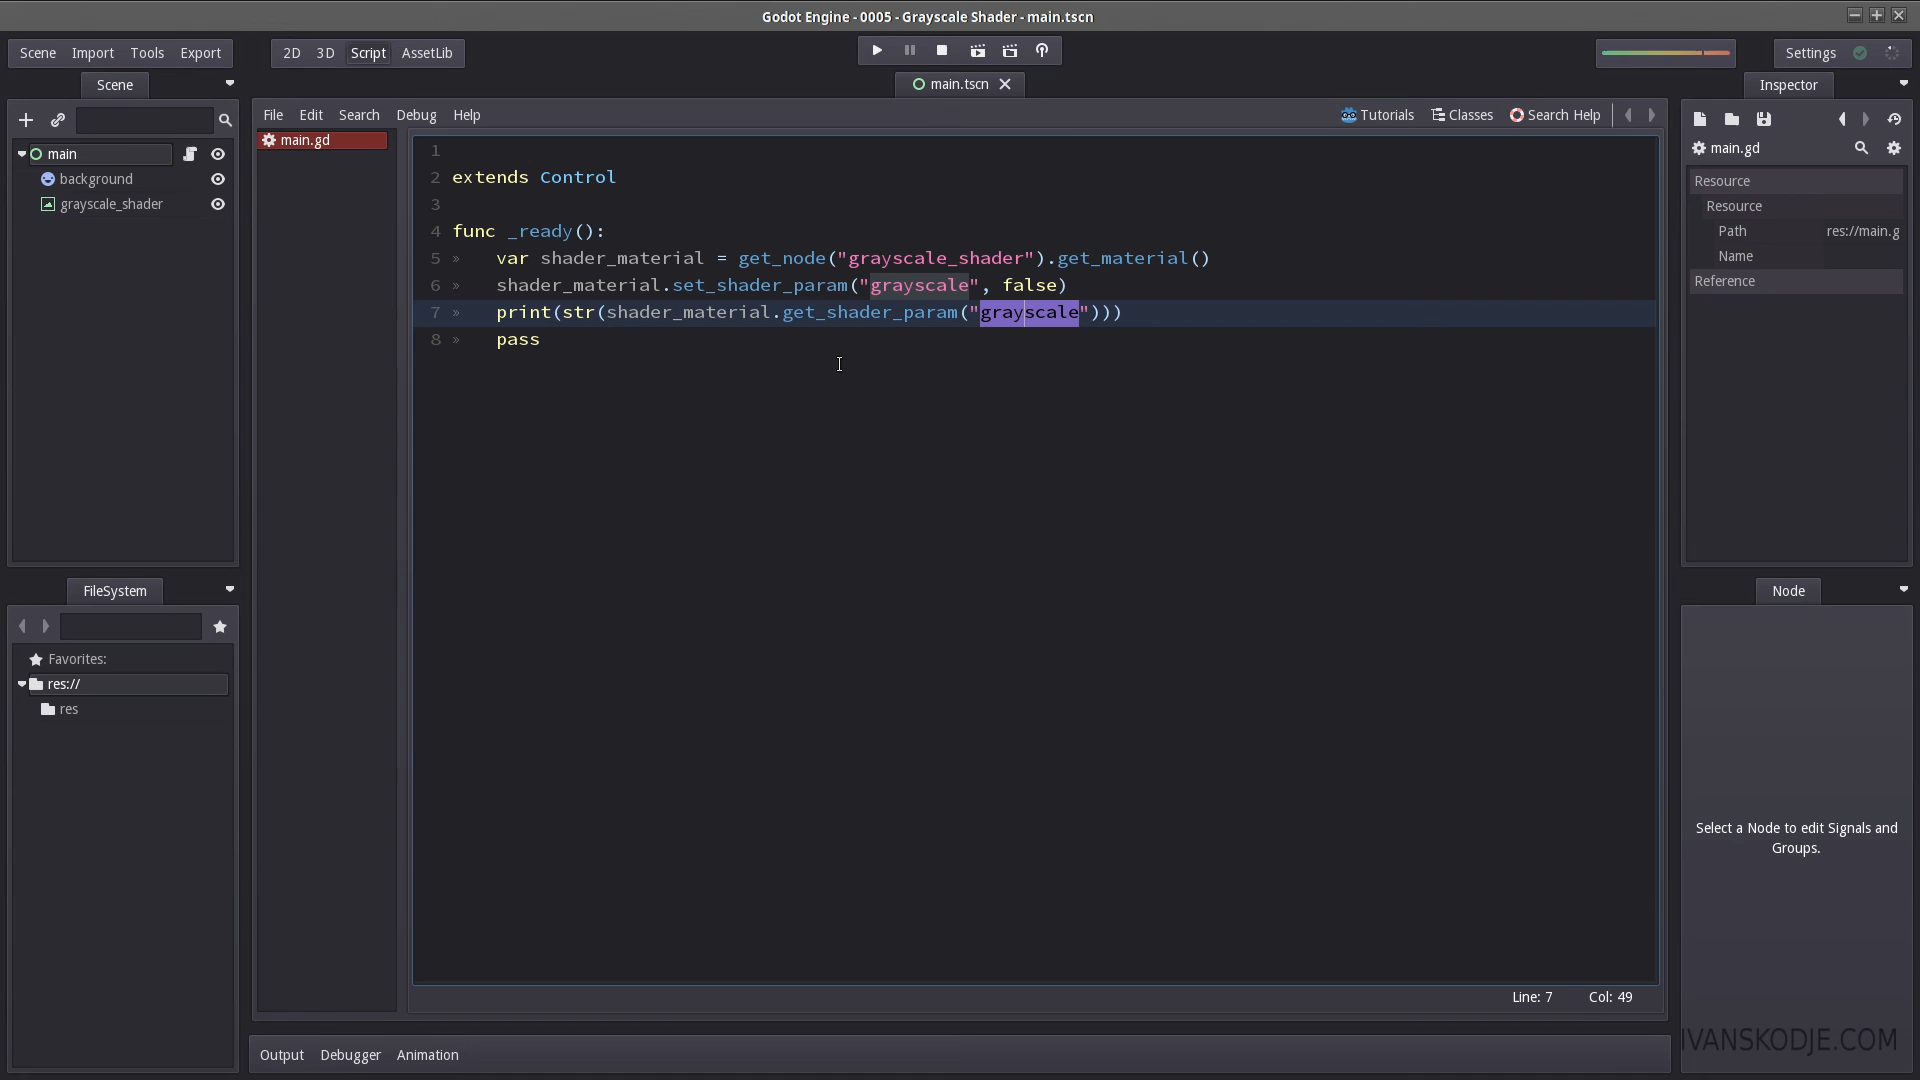 Godot Engine - 0005 - Grayscale Shader - main.tscn
Scene Import Tools Export
2D 3D Script AssetLib
Settings
Scene
main.tscn
Inspector
File Edit Search Debug Help
Tutorials Classes Search Help
main
background
grayscale_shader
main.gd
1
2 extends Control
3
4 func _ready():
5 » var shader_material = get_node("grayscale_shader").get_material()
6 » shader_material.set_shader_param("grayscale", false)
7 » print(str(shader_material.get_shader_param("grayscale")))
8 » pass
Line: 7 Col: 49
main.gd
Resource
Resource
Path res://main.g
Name
Reference
FileSystem
Favorites:
res://
res
Node
Select a Node to edit Signals and
Groups.
Output Debugger Animation
IVANSKODJE.COM